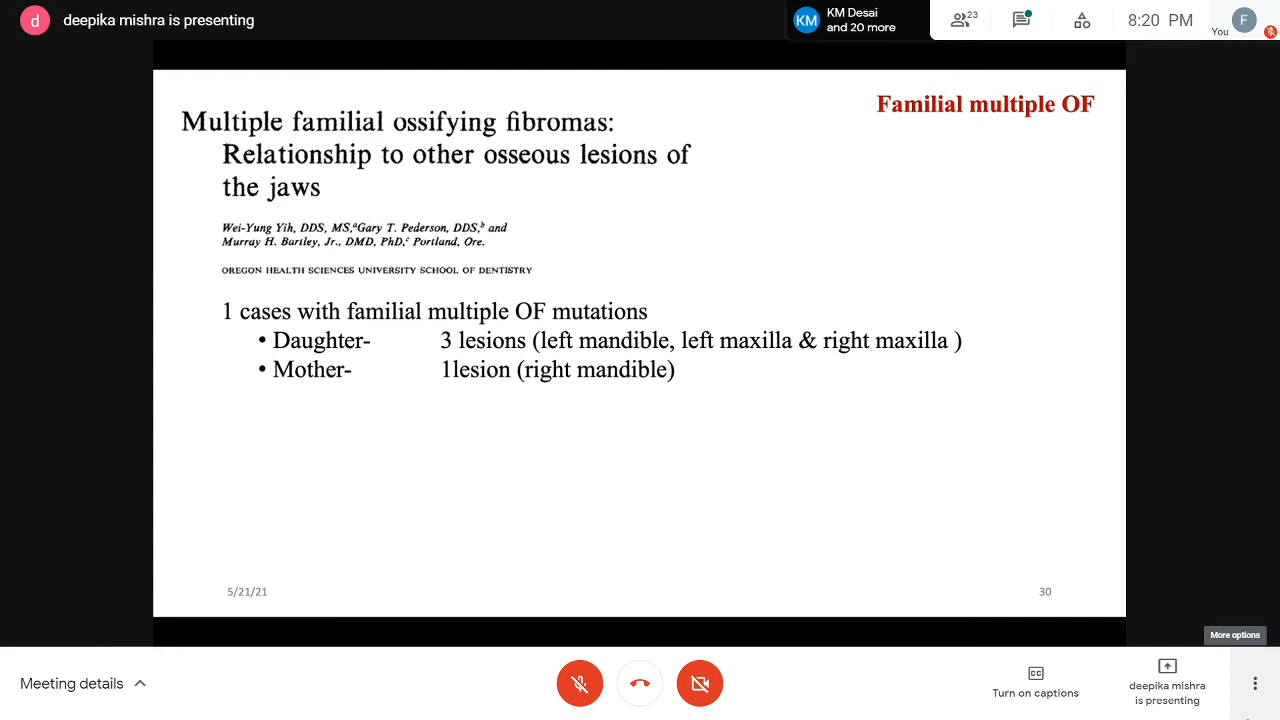 d deepika mishra is presenting
KM KM Desai
and 20 more
23
8:20 PM
You F
Familial multiple OF
Multiple familial ossifying fibromas:
Relationship to other osseous lesions of
the jaws
Wei-Yung Yih, DDS, MS,ᵃ Gary T. Pederson, DDS,ᵇ and
Murray H. Bartley, Jr., DMD, PhD,ᶜ Portland, Ore.
OREGON HEALTH SCIENCES UNIVERSITY SCHOOL OF DENTISTRY
1 cases with familial multiple OF mutations
• Daughter- 3 lesions (left mandible, left maxilla & right maxilla )
• Mother- 1lesion (right mandible)
5/21/21 30
More options
Meeting details
CC
Turn on captions
deepika mishra
is presenting